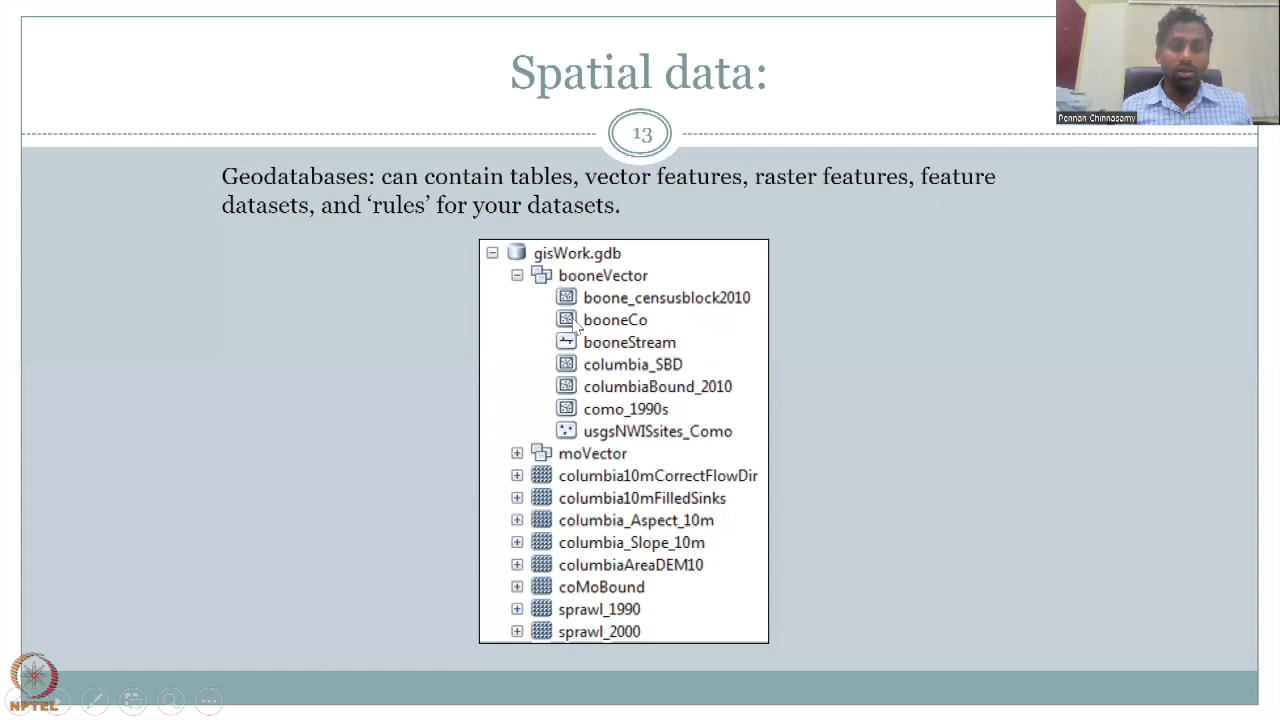 Spatial data:
Pennan Chinnasamy
13
Geodatabases: can contain tables, vector features, raster features, feature
datasets, and ‘rules’ for your datasets.
gisWork.gdb
booneVector
boone_censusblock2010
booneCo
booneStream
columbia_SBD
columbiaBound_2010
como_1990s
usgsNWISsites_Como
moVector
columbia10mCorrectFlowDir
columbia10mFilledSinks
columbia_Aspect_10m
columbia_Slope_10m
columbiaAreaDEM10
coMoBound
sprawl_1990
sprawl_2000
NPTEL